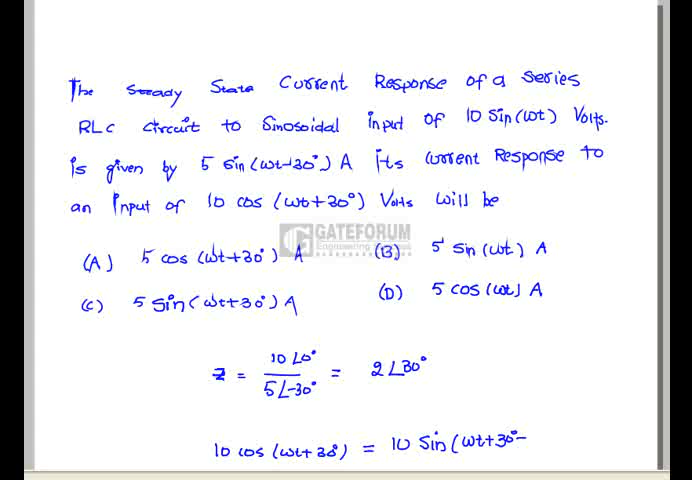 The Steady State Current Response of a series
RLC circuit to Sinosoidal input of 10 Sin(ωt) Volts.
is given by 5 sin(ωt-30°) A its current Response to
an Input of 10 cos (ωt+30°) Volts will be
GATEFORUM
(A) 5 cos (ωt+30°) A (B) 5 sin (ωt) A
(C) 5 sin(ωt+30°) A (D) 5 cos(ωt) A
Z = 10∠0° / 5∠-30° = 2∠30°
10 cos (ωt+30°) = 10 Sin(ωt+30°-